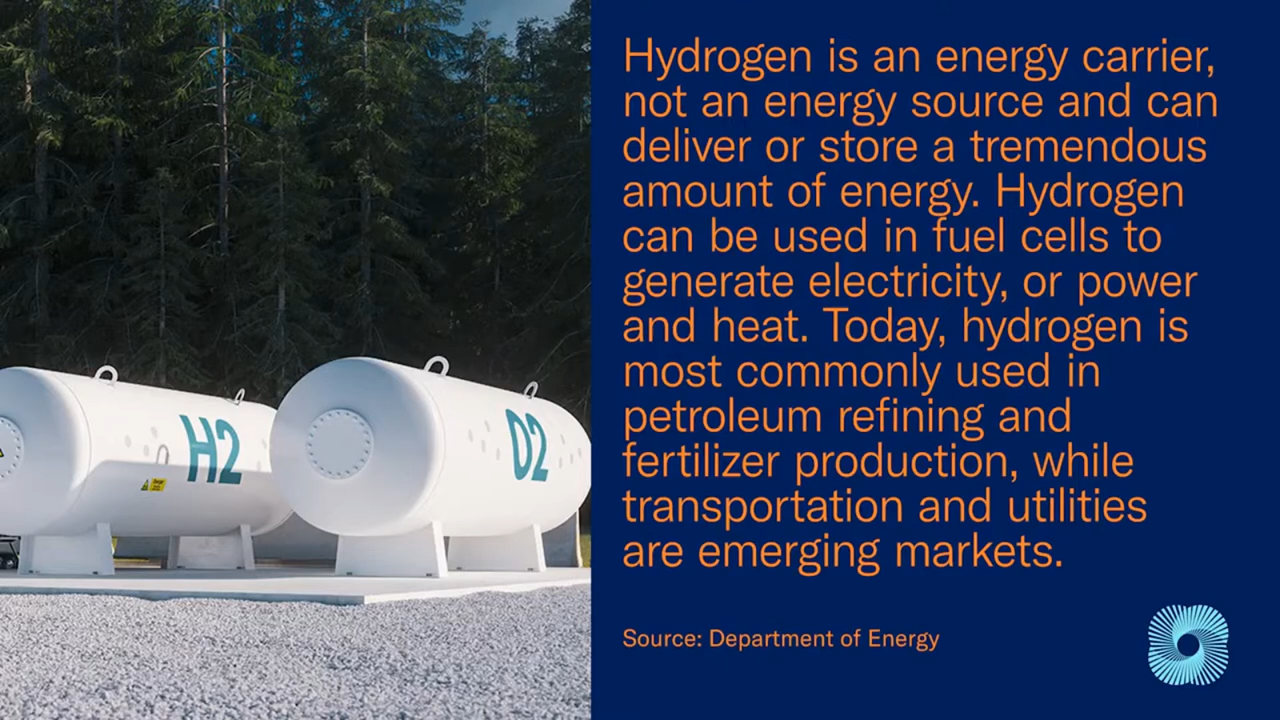 H2
O2
Hydrogen is an energy carrier,
not an energy source and can
deliver or store a tremendous
amount of energy. Hydrogen
can be used in fuel cells to
generate electricity, or power
and heat. Today, hydrogen is
most commonly used in
petroleum refining and
fertilizer production, while
transportation and utilities
are emerging markets.
Source: Department of Energy